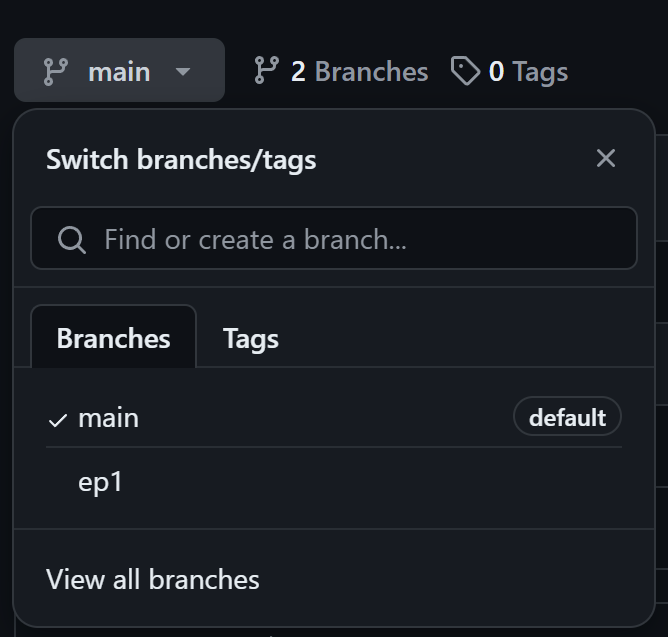 main 2 Branches 0 Tags
Switch branches/tags
Find or create a branch...
Branches Tags
main default
ep1
View all branches